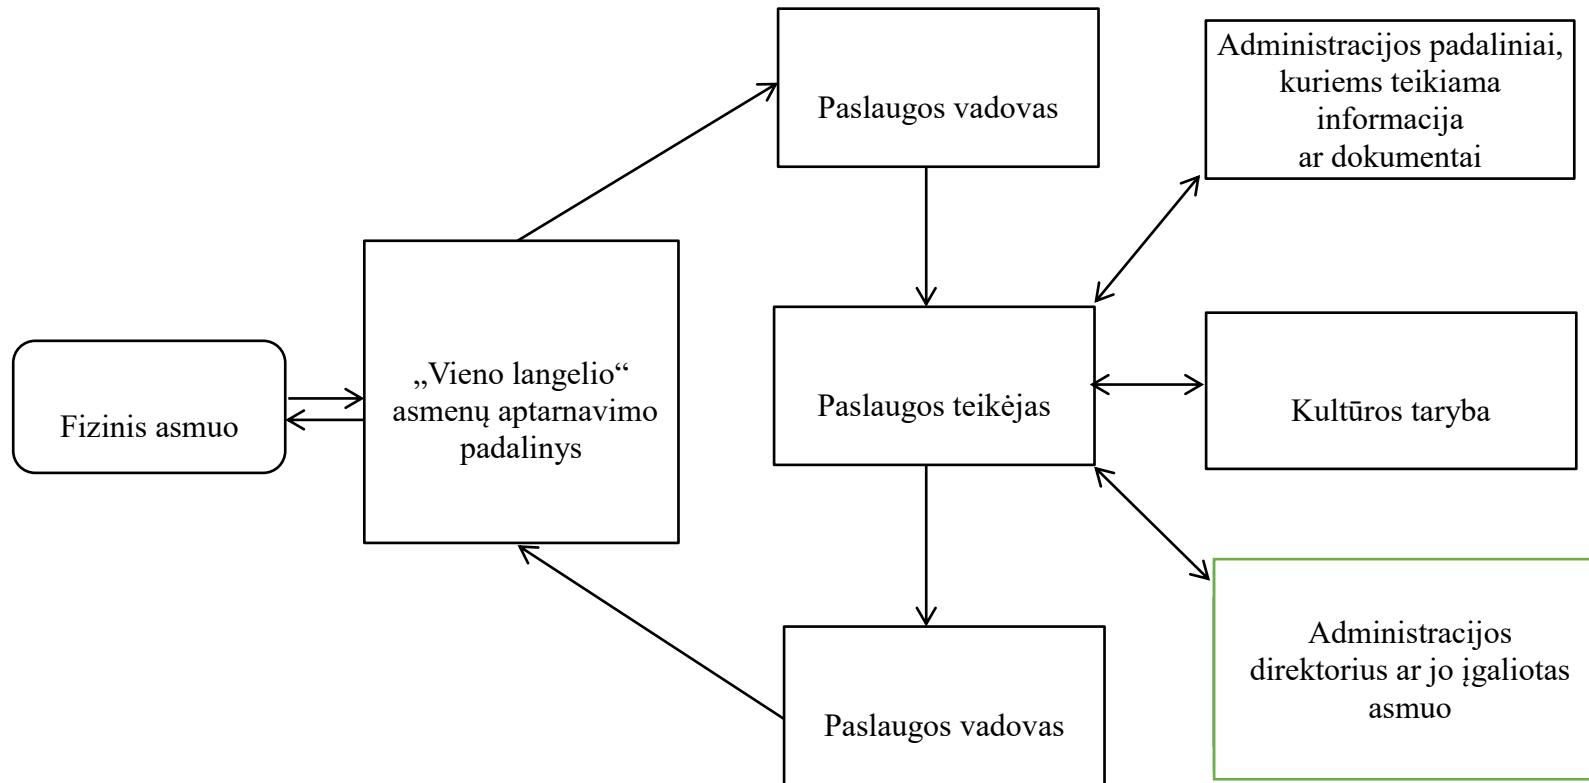 Paslaugos vadovas
Administracijos padaliniai,
kuriems teikiama
informacija
ar dokumentai
Fizinis asmuo
„Vieno langelio“
asmenų aptarnavimo
padalinys
Paslaugos teikėjas
Kultūros taryba
Paslaugos vadovas
Administracijos
direktorius ar jo įgaliotas
asmuo